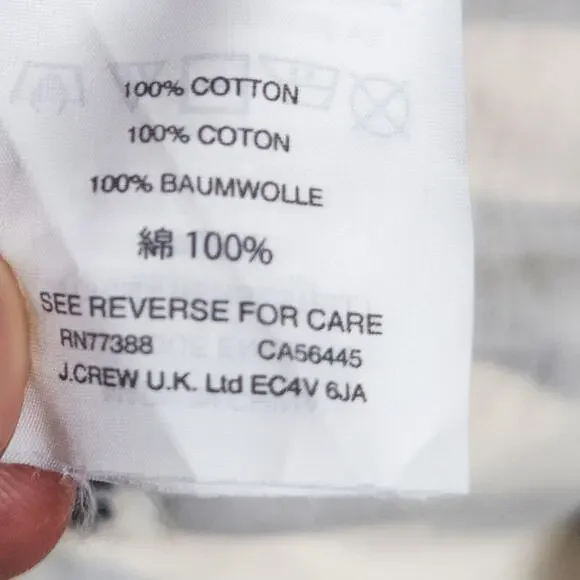 100% COTTON
100% COTON
100% BAUMWOLLE
綿 100%
SEE REVERSE FOR CARE
RN77388 CA56445
J.CREW U.K. Ltd EC4V 6JA